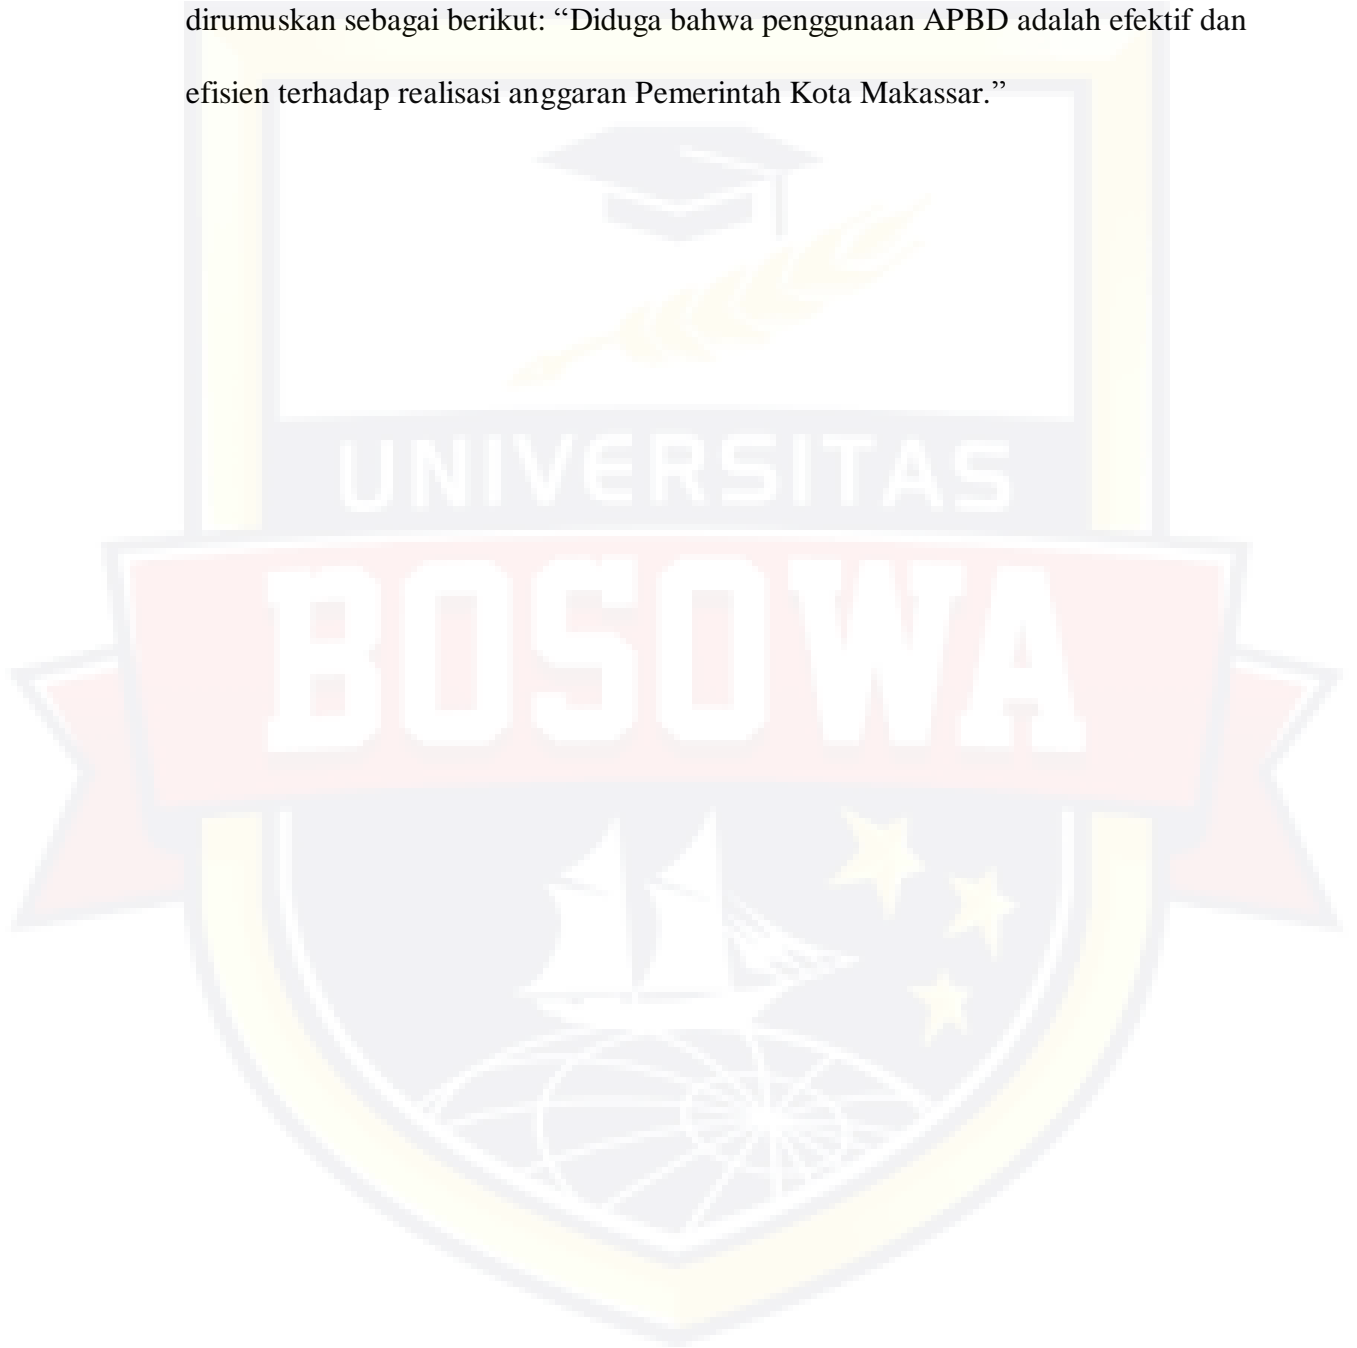 dirumuskan sebagai berikut: “Diduga bahwa penggunaan APBD adalah efektif dan
efisien terhadap realisasi anggaran Pemerintah Kota Makassar.”
UNIVERSITAS
BOSOWA